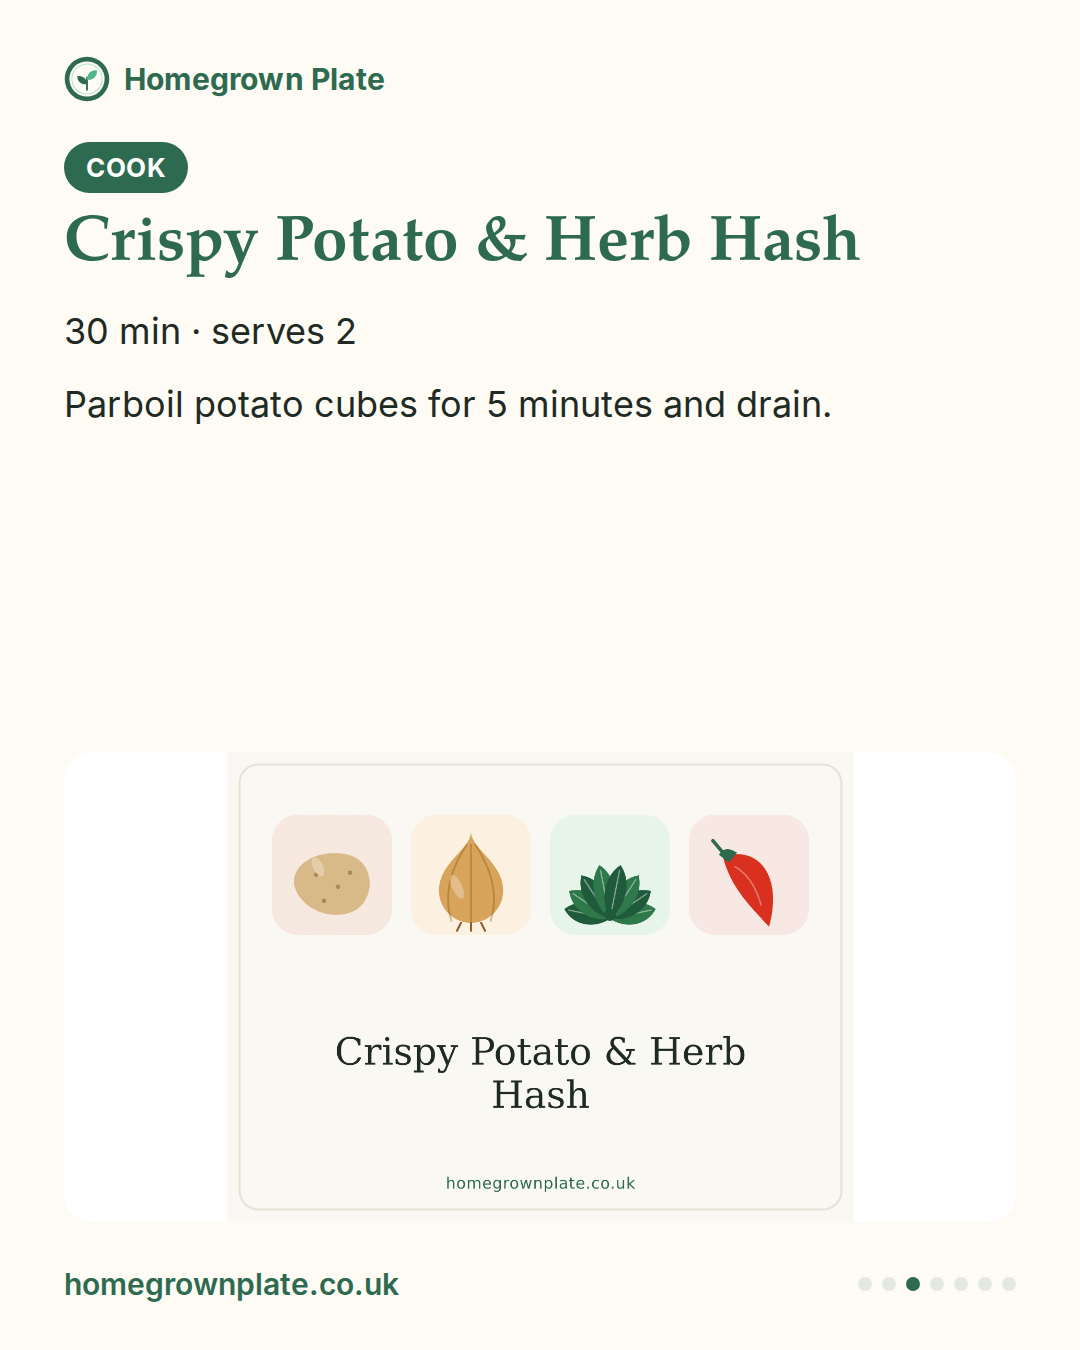 Homegrown Plate
COOK
Crispy Potato & Herb Hash
30 min · serves 2
Parboil potato cubes for 5 minutes and drain.
Crispy Potato & Herb
Hash
homegrownplate.co.uk
homegrownplate.co.uk